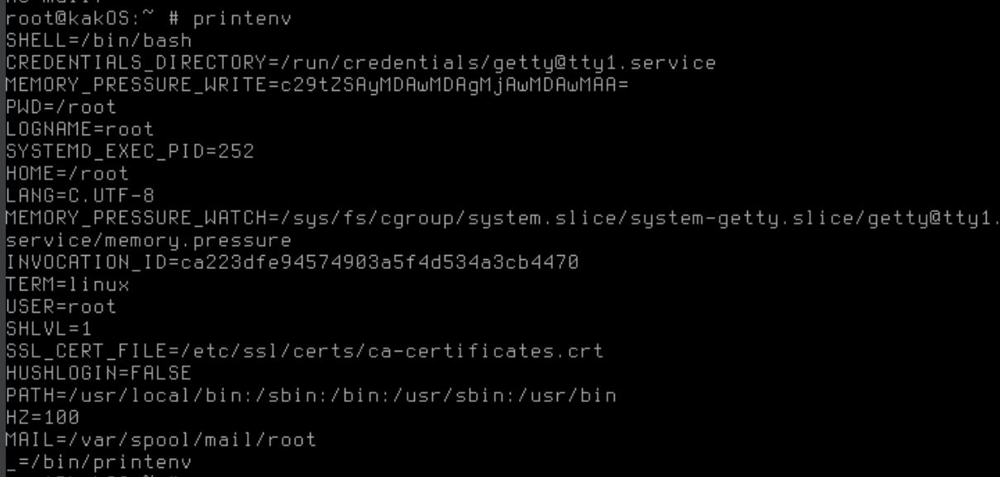 root@kakOS:~ # printenv
SHELL=/bin/bash
CREDENTIALS_DIRECTORY=/run/credentials/getty@tty1.service
MEMORY_PRESSURE_WRITE=c29tZSAyMDAwMDAgMjAwMDAwMAA=
PWD=/root
LOGNAME=root
SYSTEMD_EXEC_PID=252
HOME=/root
LANG=C.UTF-8
MEMORY_PRESSURE_WATCH=/sys/fs/cgroup/system.slice/system-getty.slice/getty@tty1.
service/memory.pressure
INVOCATION_ID=ca223dfe94574903a5f4d534a3cb4470
TERM=linux
USER=root
SHLVL=1
SSL_CERT_FILE=/etc/ssl/certs/ca-certificates.crt
HUSHLOGIN=FALSE
PATH=/usr/local/bin:/sbin:/bin:/usr/sbin:/usr/bin
HZ=100
MAIL=/var/spool/mail/root
_=/bin/printenv